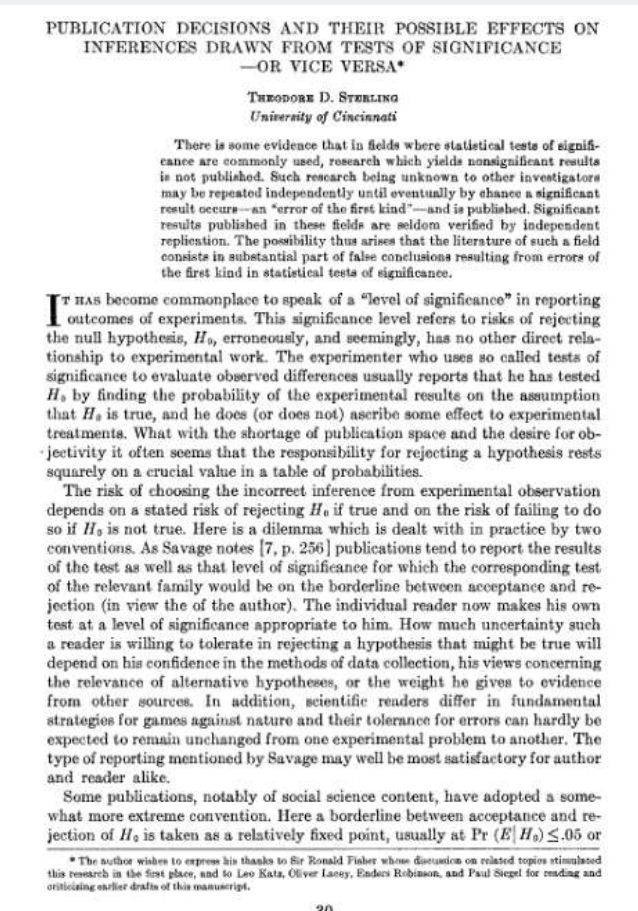 PUBLICATION DECISIONS AND THEIR POSSIBLE EFFECTS ON
INFERENCES DRAWN FROM TESTS OF SIGNIFICANCE
—OR VICE VERSA*
THEODORE D. STERLING
University of Cincinnati
There is some evidence that in fields where statistical tests of signifi-
cance are commonly used, research which yields nonsignificant results
is not published. Such research being unknown to other investigators
may be repeated independently until eventually by chance a significant
result occurs—an "error of the first kind"—and is published. Significant
results published in these fields are seldom verified by independent
replication. The possibility thus arises that the literature of such a field
consists in substantial part of false conclusions resulting from errors of
the first kind in statistical tests of significance.
IT HAS become commonplace to speak of a "level of significance" in reporting
outcomes of experiments. This significance level refers to risks of rejecting
the null hypothesis, H₀, erroneously, and seemingly, has no other direct rela-
tionship to experimental work. The experimenter who uses so called tests of
significance to evaluate observed differences usually reports that he has tested
H₀ by finding the probability of the experimental results on the assumption
that H₀ is true, and he does (or does not) ascribe some effect to experimental
treatments. What with the shortage of publication space and the desire for ob-
jectivity it often seems that the responsibility for rejecting a hypothesis rests
squarely on a crucial value in a table of probabilities.
The risk of choosing the incorrect inference from experimental observation
depends on a stated risk of rejecting H₀ if true and on the risk of failing to do
so if H₀ is not true. Here is a dilemma which is dealt with in practice by two
conventions. As Savage notes [7, p. 256] publications tend to report the results
of the test as well as that level of significance for which the corresponding test
of the relevant family would be on the borderline between acceptance and re-
jection (in view the of the author). The individual reader now makes his own
test at a level of significance appropriate to him. How much uncertainty such
a reader is willing to tolerate in rejecting a hypothesis that might be true will
depend on his confidence in the methods of data collection, his views concerning
the relevance of alternative hypotheses, or the weight he gives to evidence
from other sources. In addition, scientific readers differ in fundamental
strategies for games against nature and their tolerance for errors can hardly be
expected to remain unchanged from one experimental problem to another. The
type of reporting mentioned by Savage may well be most satisfactory for author
and reader alike.
Some publications, notably of social science content, have adopted a some-
what more extreme convention. Here a borderline between acceptance and re-
jection of H₀ is taken as a relatively fixed point, usually at Pr (E|H₀) ≤.05 or
* The author wishes to express his thanks to Sir Ronald Fisher whose discussion on related topics stimulated
this research in the first place, and to Leo Katz, Oliver Lacey, Enders Robinson, and Paul Siegel for reading and
criticizing earlier drafts of this manuscript.
30